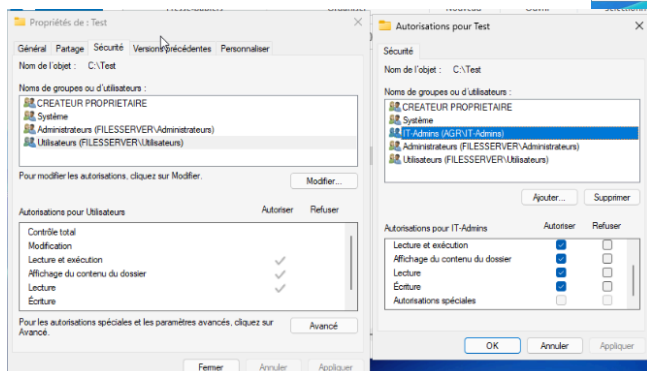 Propriétés de : Test
Général Partage Sécurité Versions précédentes Personnaliser
Nom de l'objet : C:\Test
Noms de groupes ou d'utilisateurs :
CREATEUR PROPRIETAIRE
Système
Administrateurs (FILESERVER\Administrateurs)
Utilisateurs (FILESERVER\Utilisateurs)
Pour modifier les autorisations, cliquez sur Modifier.
Modifier...
Autorisations pour Utilisateurs Autoriser Refuser
Contrôle total
Modification
Lecture et exécution
Affichage du contenu du dossier
Lecture
Écriture
Pour les autorisations spéciales et les paramètres avancés, cliquez sur
Avancé.
Avancé
Fermer Annuler Appliquer
Autorisations pour Test
Sécurité
Nom de l'objet : C:\Test
Noms de groupes ou d'utilisateurs :
CREATEUR PROPRIETAIRE
Système
IT-Admins (AGR\IT-Admins)
Administrateurs (FILESERVER\Administrateurs)
Utilisateurs (FILESERVER\Utilisateurs)
Ajouter... Supprimer
Autorisations pour IT-Admins Autoriser Refuser
Lecture et exécution
Affichage du contenu du dossier
Lecture
Écriture
Autorisations spéciales
OK Annuler Appliquer